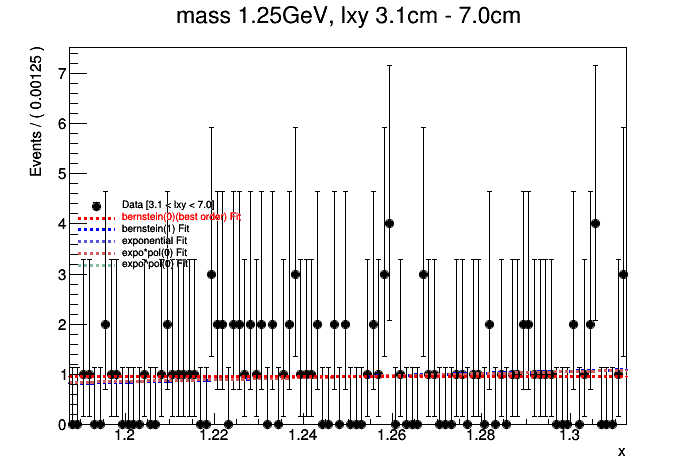 mass 1.25GeV, lxy 3.1cm - 7.0cm
Events / ( 0.00125 )
7
6
5
4
3
2
1
0
Data [3.1 < lxy < 7.0]
bernstein(0)(best order) Fit
bernstein(1) Fit
exponential Fit
expo*pol(0) Fit
expo*pol(0) Fit
1.2 1.22 1.24 1.26 1.28 1.3
x